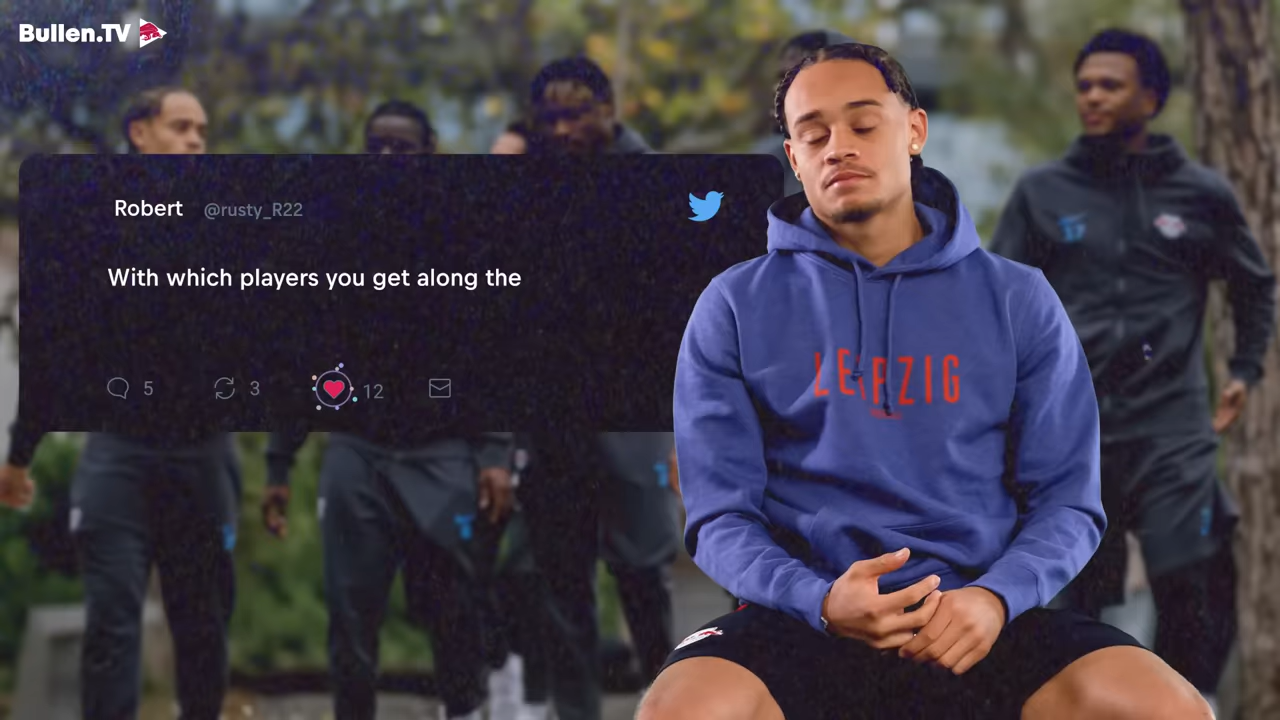 Bullen.TV
Robert @rusty_R22
With which players you get along the
5 3 12
LEIPZIG